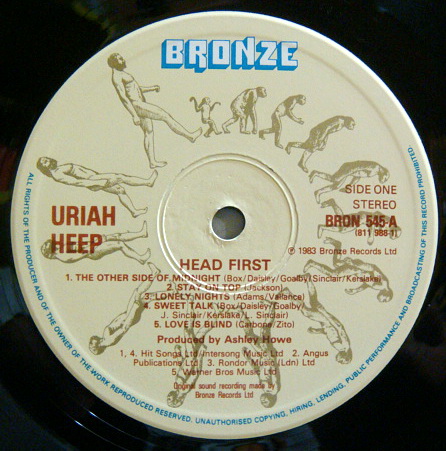 BRONZE
URIAH
HEEP
SIDE ONE
STEREO
BRON 545-A
(811 988-1)
℗ 1983 Bronze Records Ltd
HEAD FIRST
1. THE OTHER SIDE OF MIDNIGHT (Box/Daisley/Goalby/Sinclair/Kerslake)
2. STAY ON TOP (Jackson)
3. LONELY NIGHTS (Adams/Vallance)
4. SWEET TALK (Box/Daisley/Goalby/
J. Sinclair/Kerslake/L. Sinclair)
5. LOVE IS BLIND (Carbone/Zito)
Produced by Ashley Howe
1, 4. Hit Songs Ltd/Intersong Music Ltd 2. Angus
Publications Ltd 3. Rondor Music (Ldn) Ltd
5. Warner Bros Music Ltd
Original sound recording made by
Bronze Records Ltd
ALL RIGHTS OF THE PRODUCER AND OF THE OWNER OF THE WORK REPRODUCED RESERVED. UNAUTHORISED COPYING, HIRING, LENDING, PUBLIC PERFORMANCE AND BROADCASTING OF THIS RECORD PROHIBITED